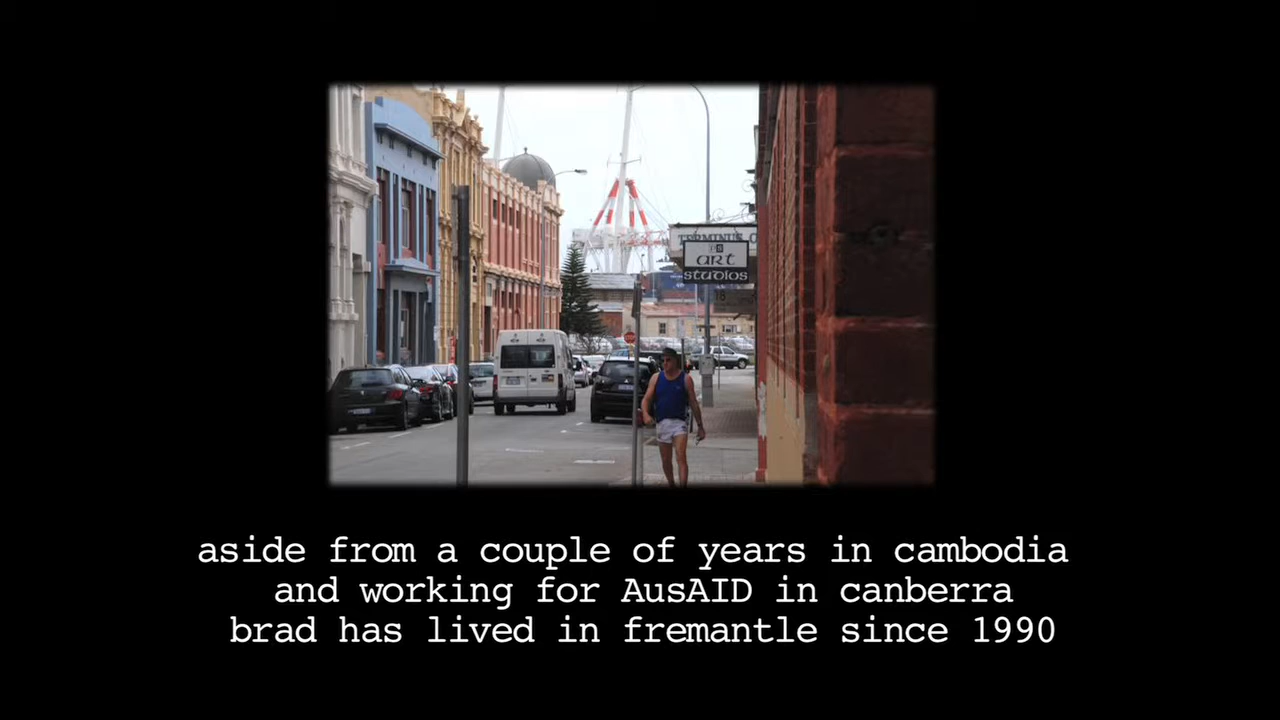 TERMINUS
art
studios
aside from a couple of years in cambodia
and working for AusAID in canberra
brad has lived in fremantle since 1990